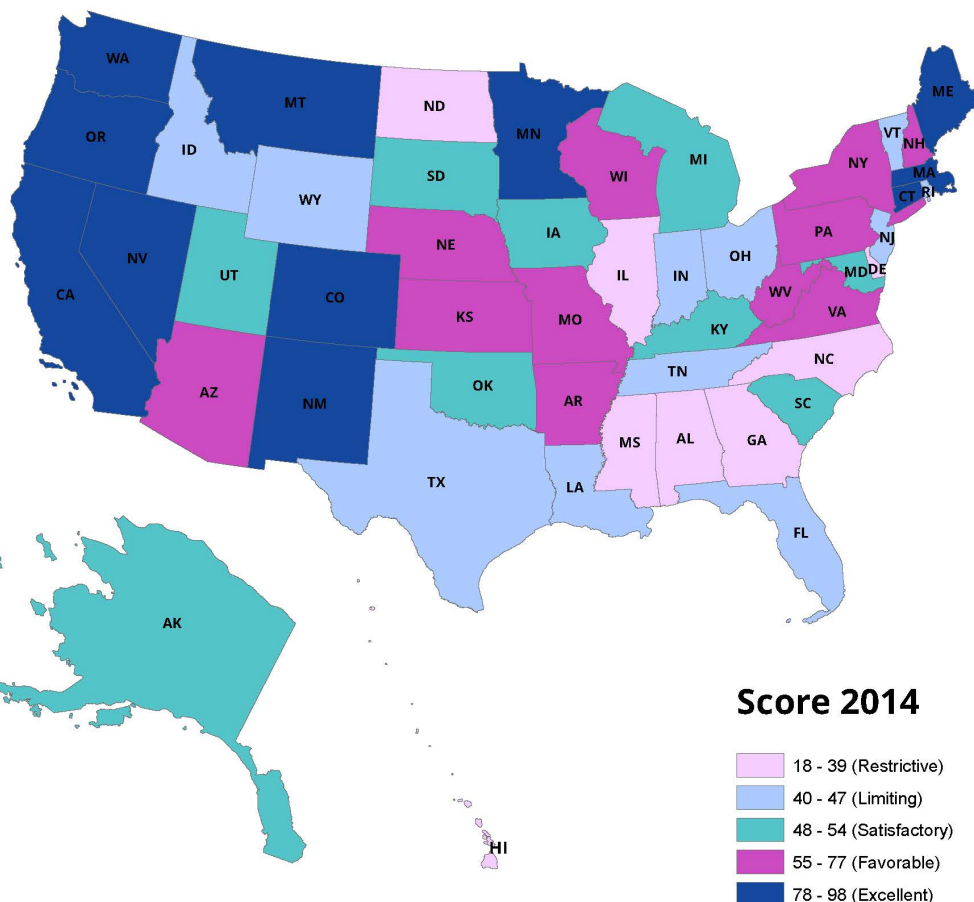 WA
MT
ND
MN
ME
OR
ID
SD
WI
MI
VT
NH
NY
MA
CT
RI
WY
NE
IA
PA
NJ
NV
UT
CO
IL
IN
OH
MD
DE
CA
KS
MO
WV
VA
KY
AZ
NM
OK
AR
TN
NC
SC
TX
LA
MS
AL
GA
FL
AK
HI
Score 2014
18 - 39 (Restrictive)
40 - 47 (Limiting)
48 - 54 (Satisfactory)
55 - 77 (Favorable)
78 - 98 (Excellent)